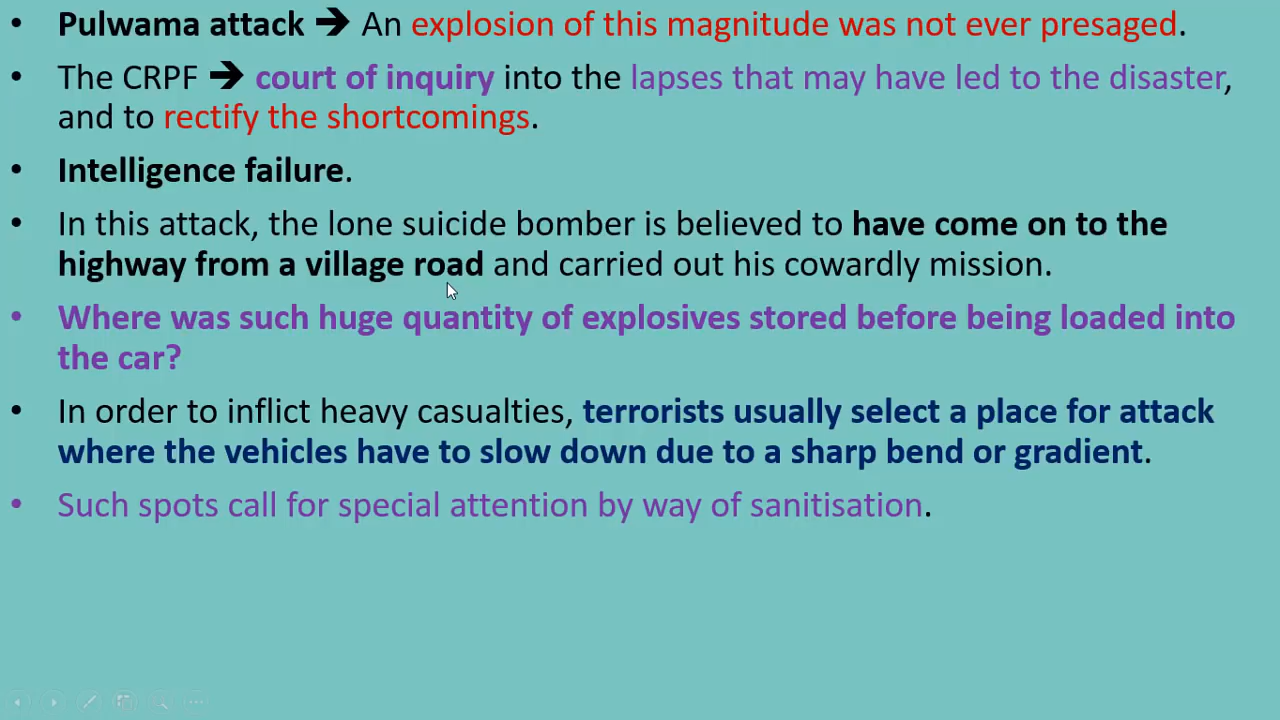 • Pulwama attack ➔ An explosion of this magnitude was not ever presaged.
• The CRPF ➔ court of inquiry into the lapses that may have led to the disaster,
and to rectify the shortcomings.
• Intelligence failure.
• In this attack, the lone suicide bomber is believed to have come on to the
highway from a village road and carried out his cowardly mission.
• Where was such huge quantity of explosives stored before being loaded into
the car?
• In order to inflict heavy casualties, terrorists usually select a place for attack
where the vehicles have to slow down due to a sharp bend or gradient.
• Such spots call for special attention by way of sanitisation.